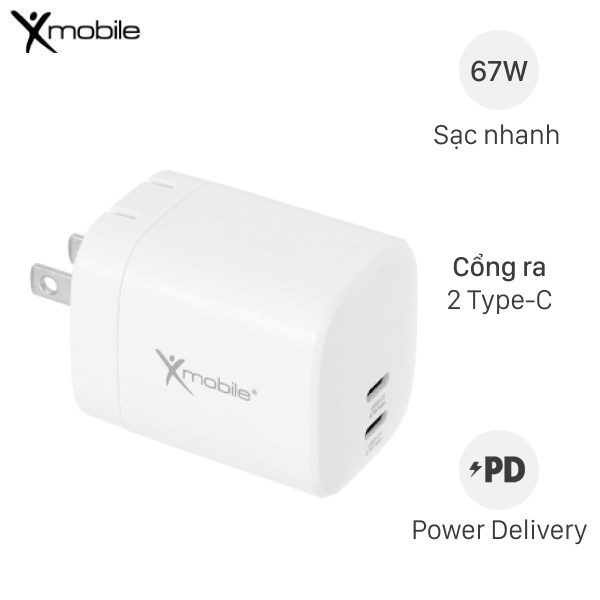 Xmobile
67W
Sạc nhanh
Cổng ra
2 Type-C
Xmobile®
PD
Power Delivery